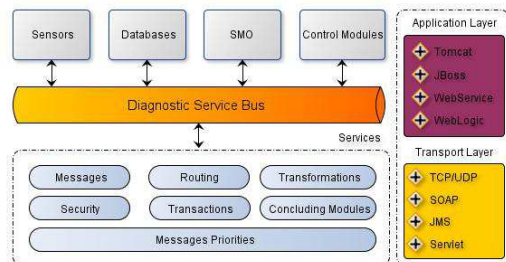 Sensors
Databases
SMO
Control Modules
Diagnostic Service Bus
Services
Messages
Routing
Transformations
Security
Transactions
Concluding Modules
Messages Priorities
Application Layer
Tomcat
JBoss
WebService
WebLogic
Transport Layer
TCP/UDP
SOAP
JMS
Servlet